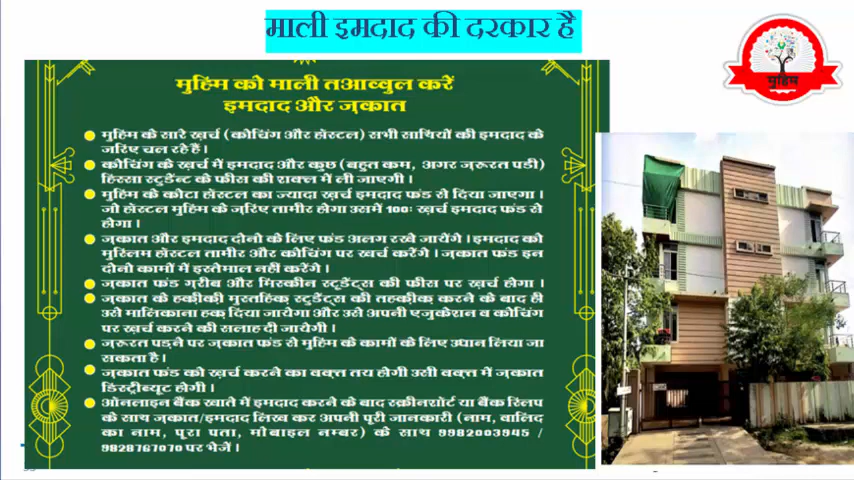 माली इमदाद की दरकार है
मुहिम
मुहिम को माली तआव्वुल करें
इमदाद और ज़कात
मुहिम के सारे ख़र्च (कोचिंग और होस्टल) सभी साथियों की इमदाद के
जरिए चल रहे हैं ।
कोचिंग के ख़र्च में इमदाद और कुछ (बहुत कम, अगर ज़रूरत पडी)
हिस्सा स्टुडेन्ट के फीस की शक्ल में ली जाएगी ।
मुहिम के कोटा होस्टल का ज्यादा ख़र्च इमदाद फंड से दिया जाएगा ।
जो होस्टल मुहिम के ज़रिए तामीर होगा उसमें 100: ख़र्च इमदाद फंड से
होगा ।
ज़कात और इमदाद दोनो के लिए फंड अलग रखे जायेंगे । इमदाद को
मुस्लिम होस्टल तामीर और कोचिंग पर खर्च करेंगे । ज़कात फंड इन
दोनो कामों में इस्तेमाल नहीं करेंगे ।
ज़कात फंड ग़रीब और मिस्कीन स्टूडेंट्स की फीस पर ख़र्च होगा ।
ज़कात के हक़ीक़ी मुस्तहिक़ स्टूडेंट्स की तहक़ीक़ करने के बाद ही
उसे मालिकाना हक़ दिया जायेगा और उसे अपनी एजुकेशन व कोचिंग
पर ख़र्च करने की सलाह दी जायेगी ।
ज़रूरत पड़ने पर ज़कात फंड से मुहिम के कामों के लिए उधान लिया जा
सकता है ।
ज़कात फंड को ख़र्च करने का वक़्त तय होगी उसी वक़्त में ज़कात
डिस्ट्रीब्यूट होगी ।
ऑनलाइन बैंक खाते में इमदाद करने के बाद स्क्रीनशोर्ट या बैंक स्लिप
के साथ ज़कात/इमदाद लिख कर अपनी पूरी जानकारी (नाम, वालिद
का नाम, पूरा पता, मोबाइल नम्बर) के साथ 9982003945 /
9828767070 पर भेजें ।